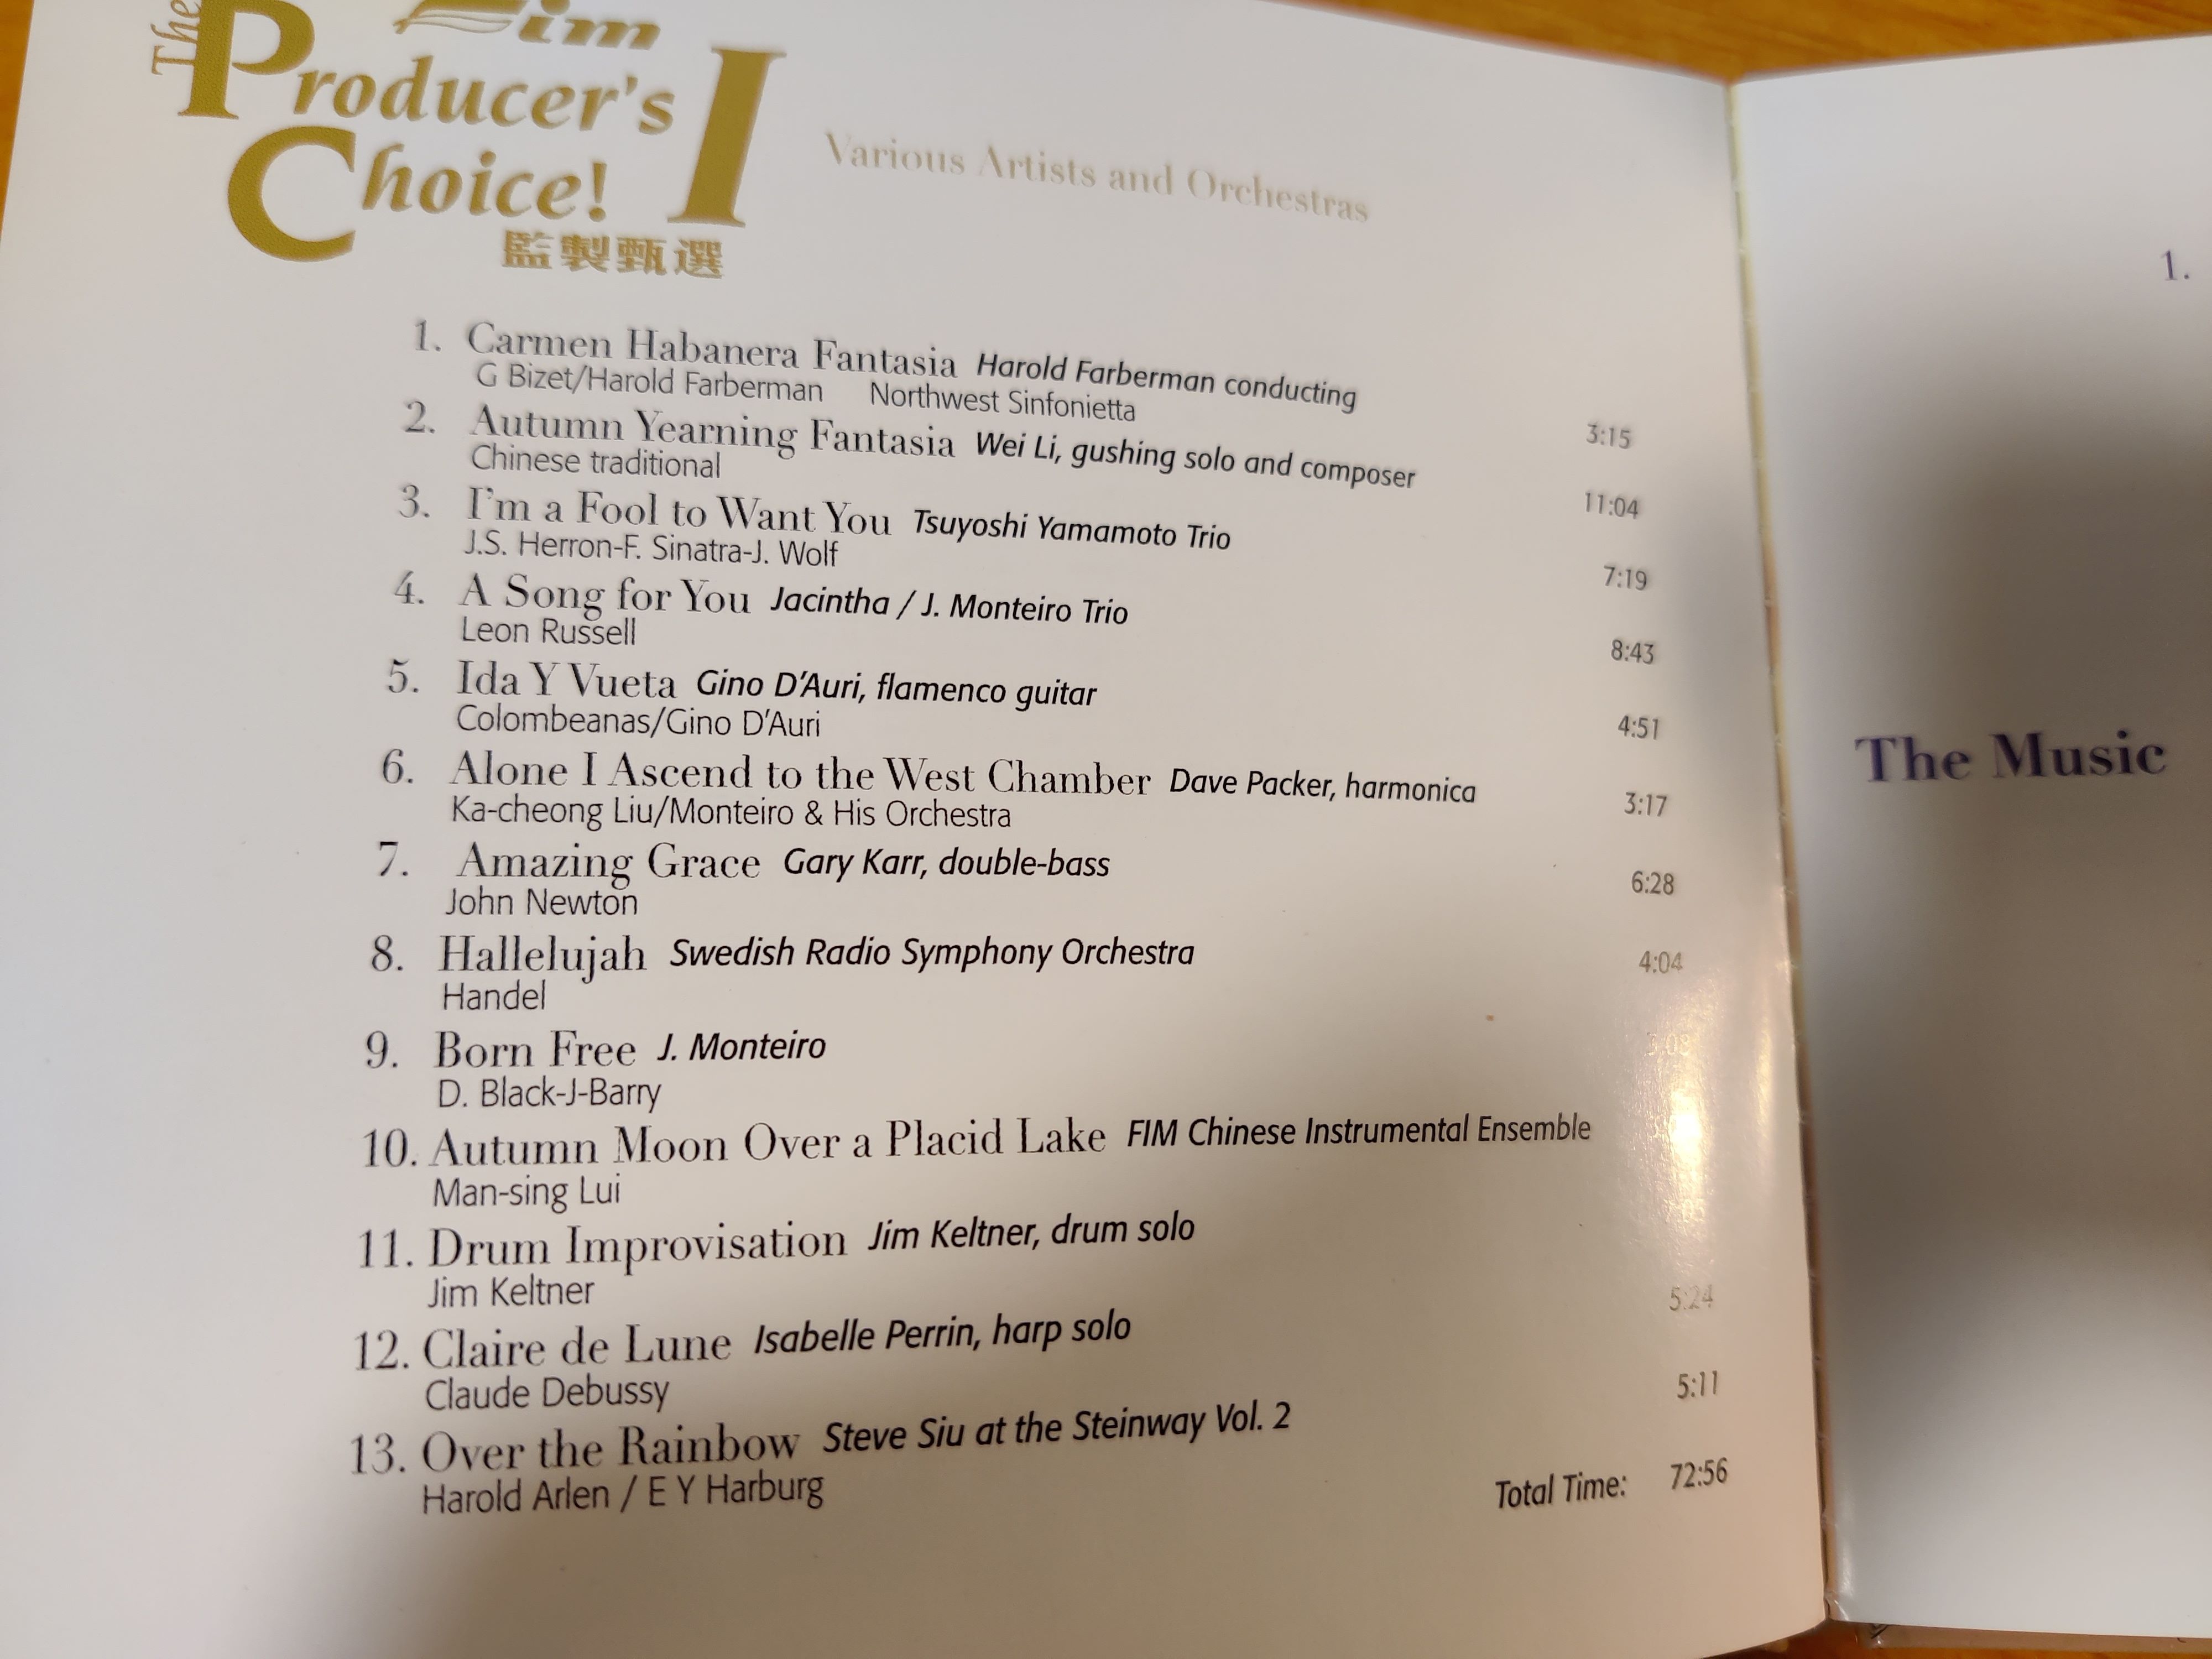 The Fim
Producer's
Choice! I
監製甄選
Various Artists and Orchestras
1. Carmen Habanera Fantasia Harold Farberman conducting
G Bizet/Harold Farberman Northwest Sinfonietta 3:15
2. Autumn Yearning Fantasia Wei Li, gushing solo and composer
Chinese traditional 11:04
3. I'm a Fool to Want You Tsuyoshi Yamamoto Trio
J.S. Herron-F. Sinatra-J. Wolf 7:19
4. A Song for You Jacintha / J. Monteiro Trio
Leon Russell 8:43
5. Ida Y Vueta Gino D'Auri, flamenco guitar
Colombeanas/Gino D'Auri 4:51
6. Alone I Ascend to the West Chamber Dave Packer, harmonica
Ka-cheong Liu/Monteiro & His Orchestra 3:17
7. Amazing Grace Gary Karr, double-bass
John Newton 6:28
8. Hallelujah Swedish Radio Symphony Orchestra
Handel 4:04
9. Born Free J. Monteiro
D. Black-J-Barry
10. Autumn Moon Over a Placid Lake FIM Chinese Instrumental Ensemble
Man-sing Lui
11. Drum Improvisation Jim Keltner, drum solo
Jim Keltner 5:24
12. Claire de Lune Isabelle Perrin, harp solo
Claude Debussy 5:11
13. Over the Rainbow Steve Siu at the Steinway Vol. 2
Harold Arlen / E Y Harburg
Total Time: 72:56
1.
The Music